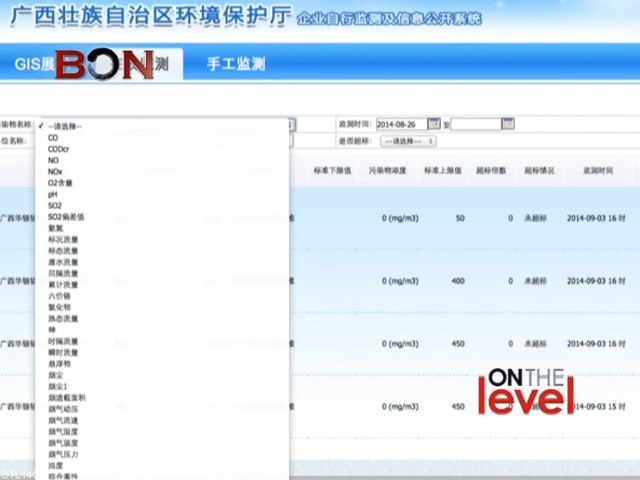 广西壮族自治区环境保护厅 企业自行监测及信息公开系统
GIS展 BON 监测 手工监测
染物名称: 监测时间: 2014-08-26 至
位名称: 是否超标: --请选择--
✓ --请选择--
CO
CODcr
NO
NOx
O2含量
pH
SO2
SO2偏差值
氨氮
标况流量
标态流量
废水流量
间隔流量
累计流量
六价铬
氯化物
热态流量
砷
时隔流量
瞬时流量
悬浮物
烟尘
烟尘1
烟道截面积
烟气动压
烟气流速
烟气湿度
烟气温度
烟气压力
浊度
标准下限值 污染物浓度 标准上限值 超标倍数 超标情况 监测时间
广西华银铝 0 (mg/m3) 50 0 未超标 2014-09-03 16 时
广西华银铝 0 (mg/m3) 400 0 未超标 2014-09-03 16 时
广西华银铝 0 (mg/m3) 450 0 未超标 2014-09-03 16 时
广西华银铝 0 (mg/m3) 450 2014-09-03 15 时
ON THE
level